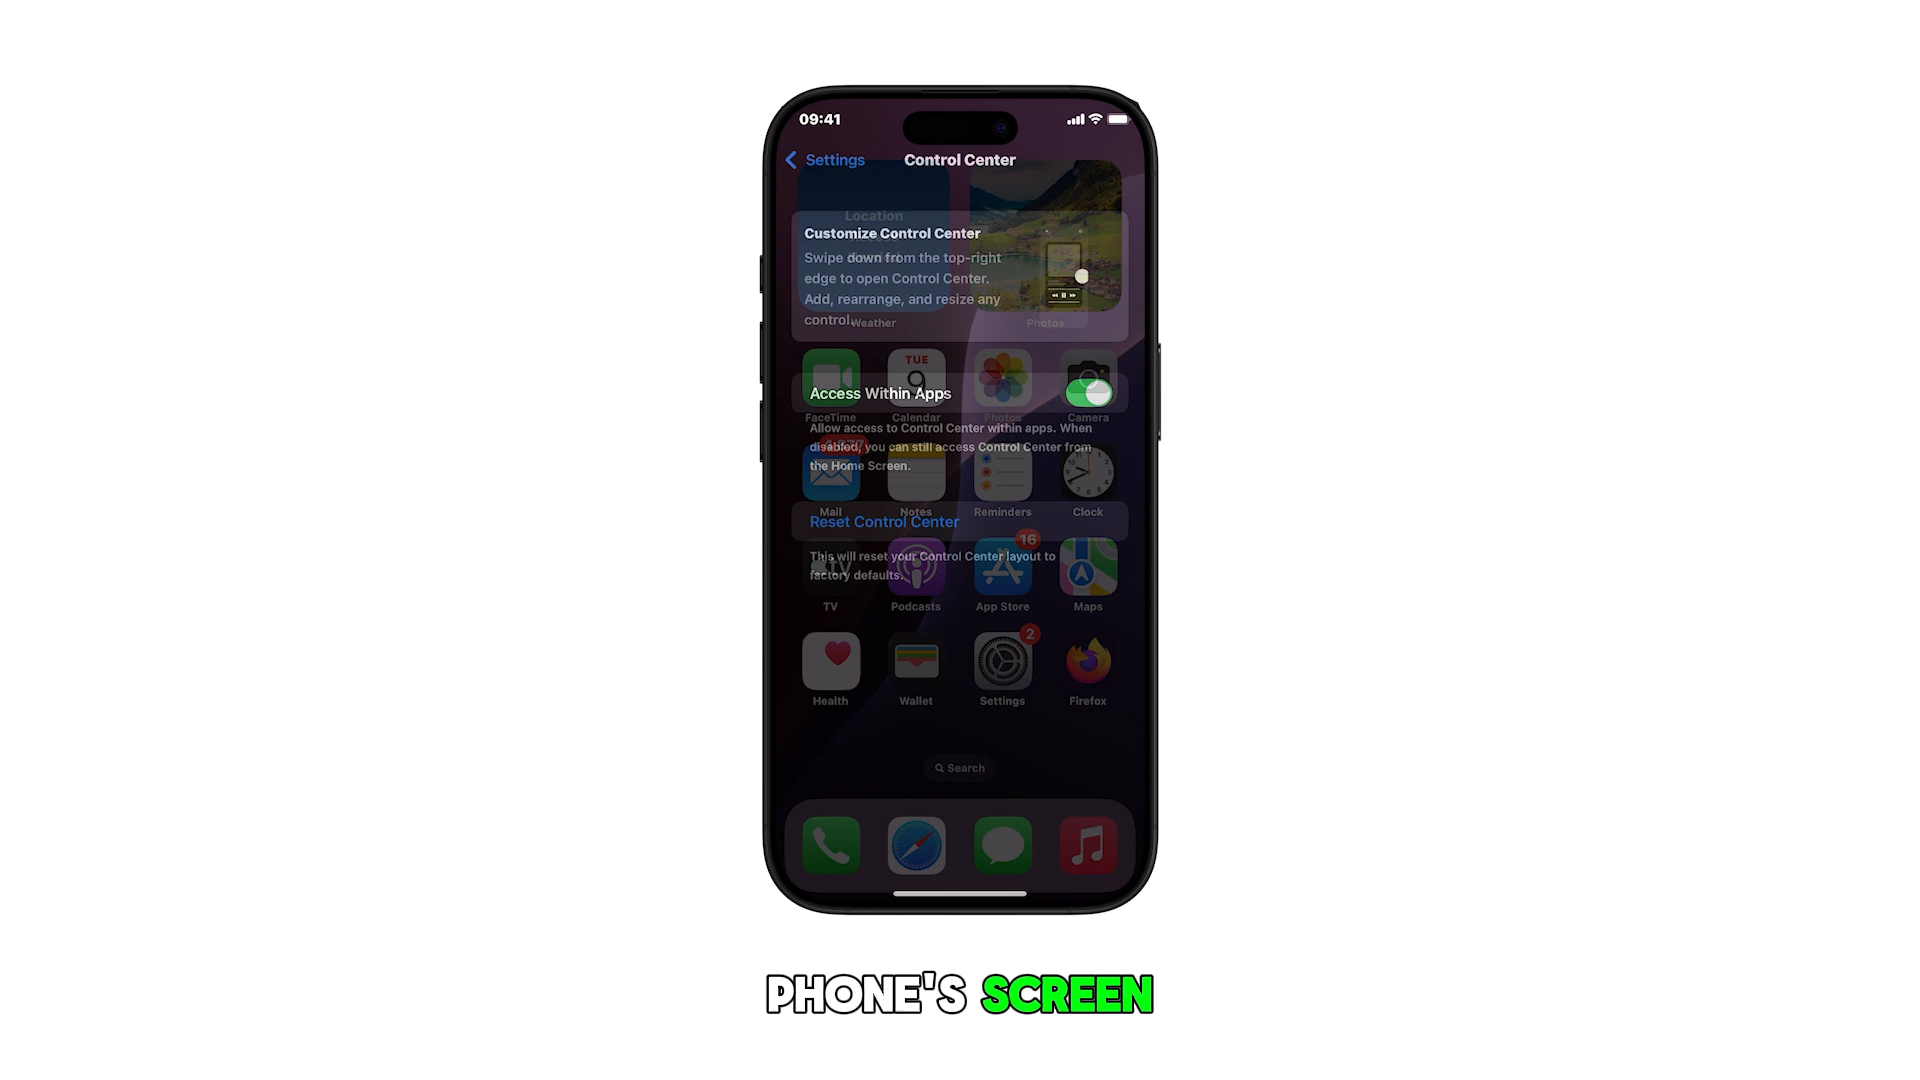 09:41
Settings
Control Center
Location
Customize Control Center
Swipe down from the top-right
edge to open Control Center.
Add, rearrange, and resize any
control.
Weather
Photos
TUE
9
Access Within Apps
FaceTime
Calendar
Photos
Camera
Allow access to Control Center within apps. When
disabled, you can still access Control Center from
the Home Screen.
Mail
Notes
Reminders
Clock
Reset Control Center
16
This will reset your Control Center layout to
factory defaults.
TV
Podcasts
App Store
Maps
2
Health
Wallet
Settings
Firefox
Search
PHONE'S SCREEN